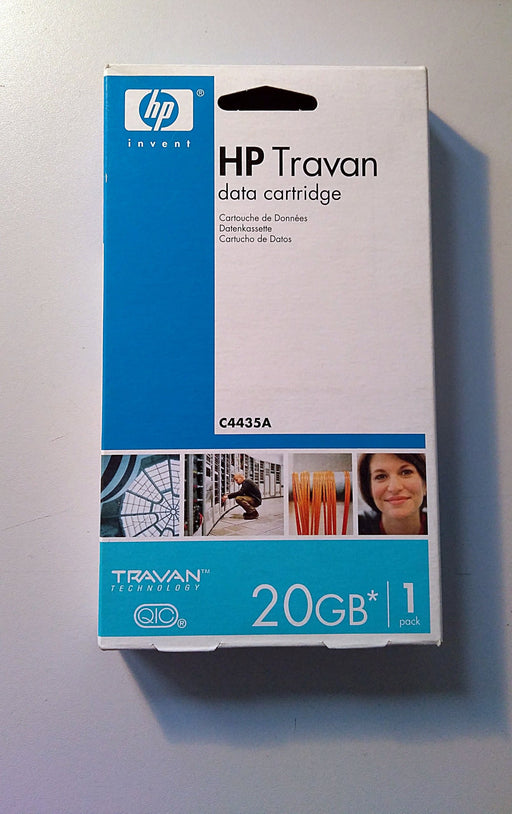 hp®
invent
HP Travan
data cartridge
Cartouche de Données
Datenkassette
Cartucho de Datos
C4435A
TRAVAN™
TECHNOLOGY
QIC®
20GB*
1
pack